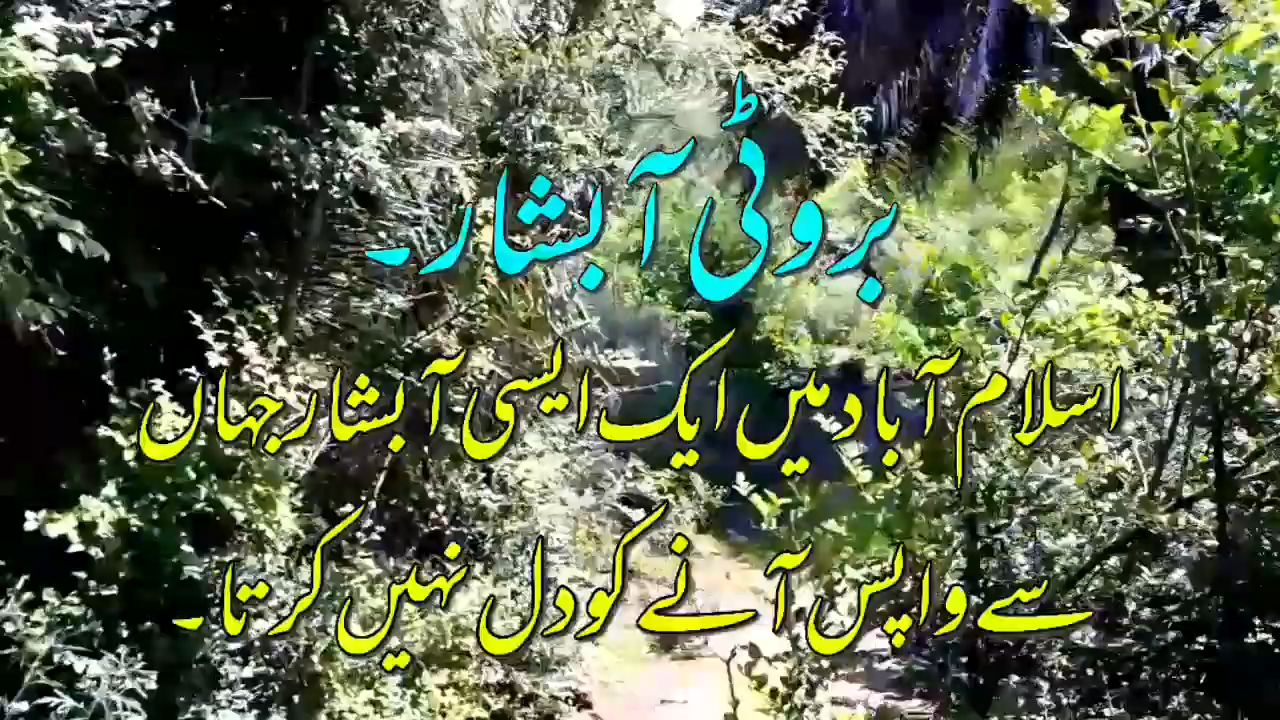 بروٹی آبشار۔
اسلام آباد میں ایک ایسی آبشار جہاں
سے واپس آنے کو دل نہیں کرتا۔